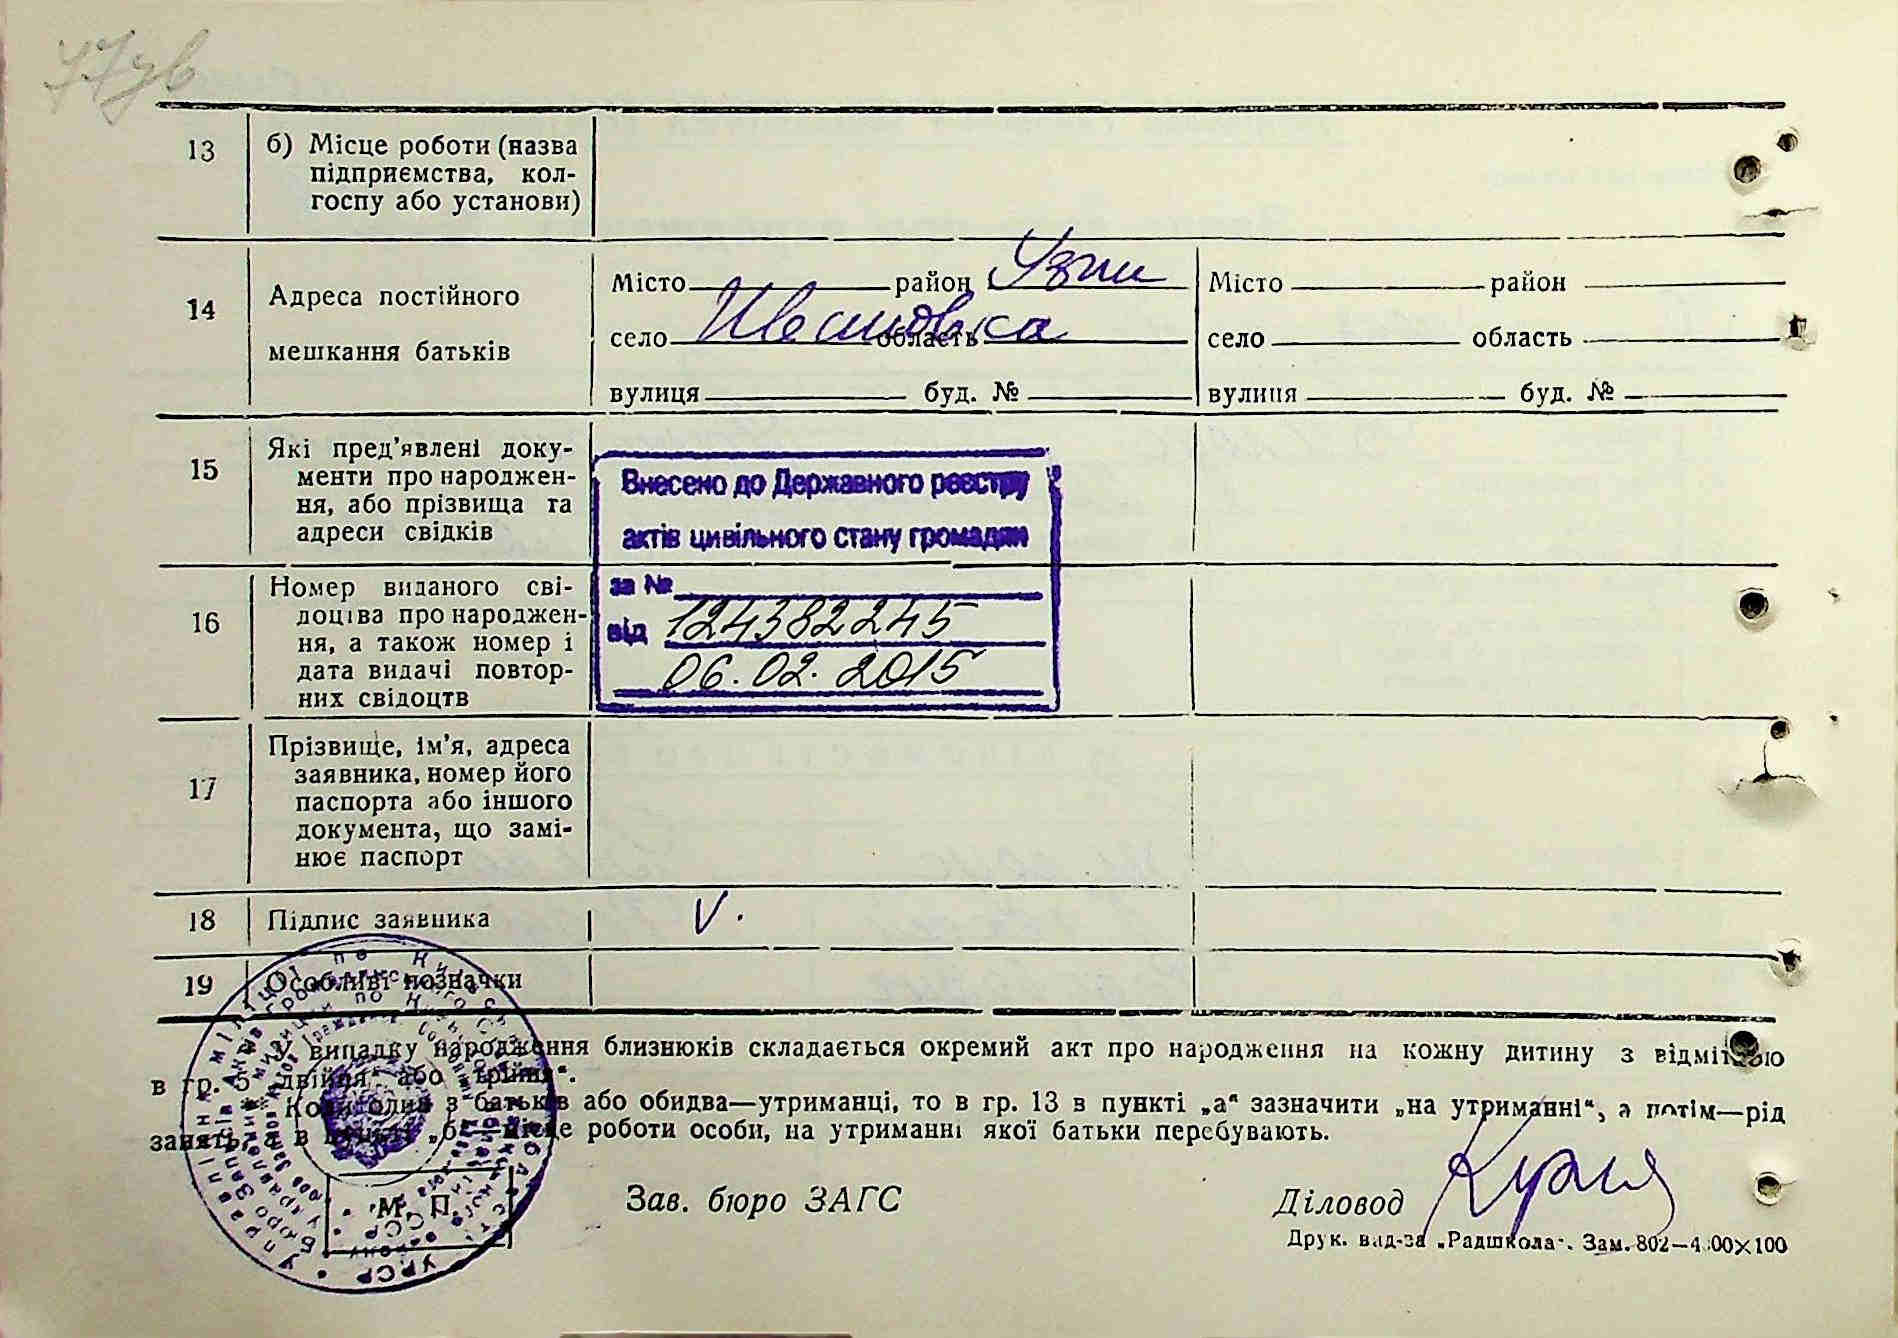 13 б) Місце роботи (назва
підприємства, кол-
госпу або установи)
14 Адреса постійного
мешкання батьків
Місто район Узин
село область Ивановка
вулиця буд. №
Місто район
село область
вулиця буд. №
15 Які пред'явлені доку-
менти про народжен-
ня, або прізвища та
адреси свідків
16 Номер виданого сві-
доцтва про народжен-
ня, а також номер і
дата видачі повтор-
них свідоцтв
Внесено до Державного реєстру
актів цивільного стану громадян
за №
від 124382245
06.02.2015
17 Прізвище, ім'я, адреса
заявника, номер його
паспорта або іншого
документа, що замі-
нює паспорт
18 Підпис заявника V.
19 Особливі позначки
У випадку народження близнюків складається окремий акт про народження на кожну дитину з відміткою
в гр. 5 „двійня“ або „трійня“.
Коли один з батьків або обидва—утриманці, то в гр. 13 в пункті „а“ зазначити „на утриманні“, а потім—рід
занять, а в пункті „б“—місце роботи особи, на утриманні якої батьки перебувають.
М. П.
Зав. бюро ЗАГС
Діловод
Друк. вид-за „Радшкола“. Зам. 802—4000×100